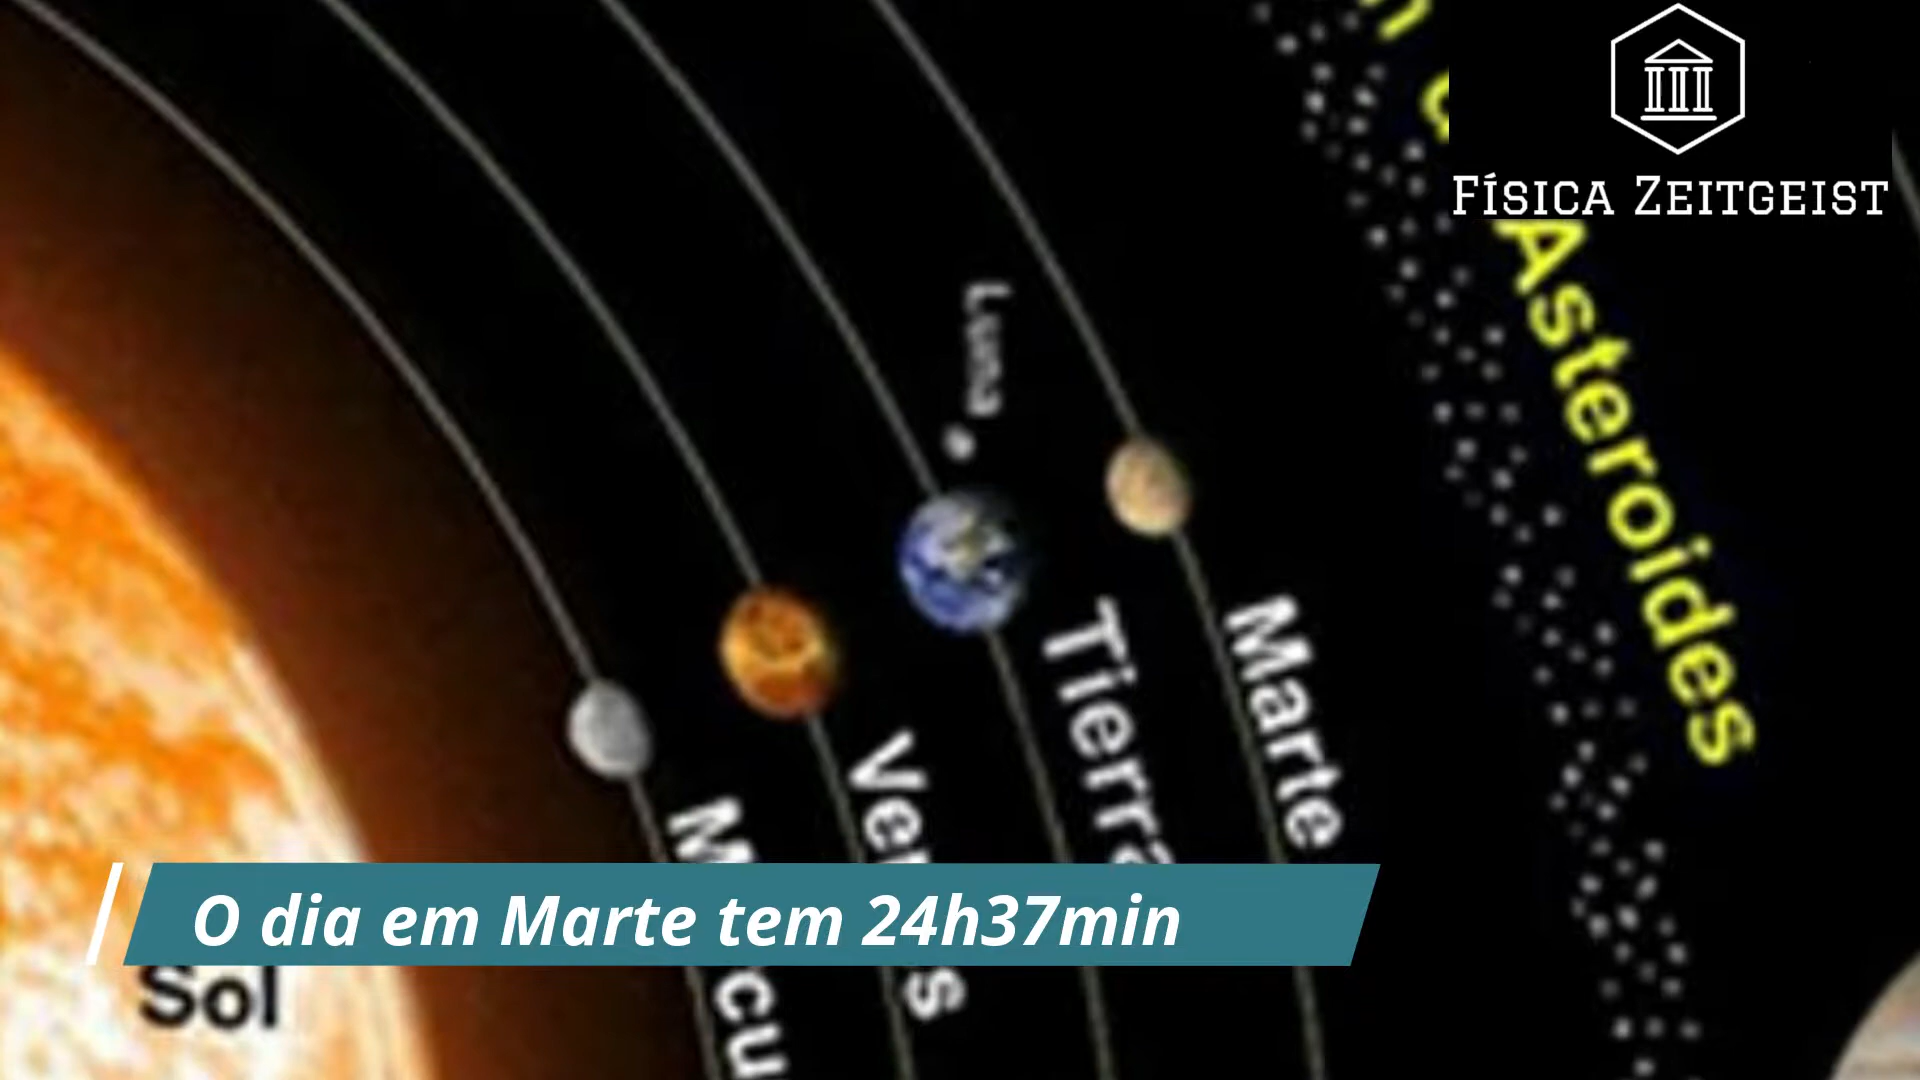 FÍSICA ZEITGEIST
Asteroides
Luna
Marte
Tierra
O dia em Marte tem 24h37min
Sol